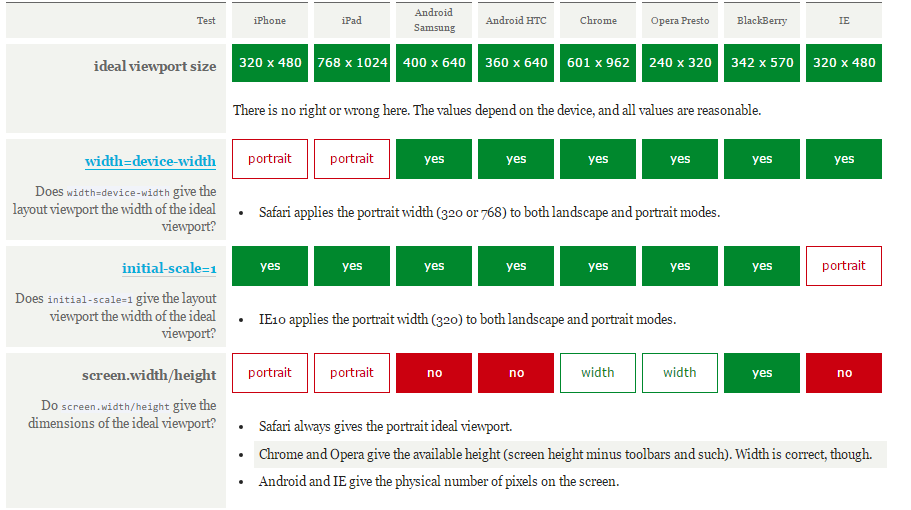 Test iPhone iPad Android Samsung Android HTC Chrome Opera Presto BlackBerry IE
ideal viewport size 320 x 480 768 x 1024 400 x 640 360 x 640 601 x 962 240 x 320 342 x 570 320 x 480
There is no right or wrong here. The values depend on the device, and all values are reasonable.
width=device-width portrait portrait yes yes yes yes yes yes
Does width=device-width give the
layout viewport the width of the ideal
viewport?
• Safari applies the portrait width (320 or 768) to both landscape and portrait modes.
initial-scale=1 yes yes yes yes yes yes yes portrait
Does initial-scale=1 give the layout
viewport the width of the ideal
viewport?
• IE10 applies the portrait width (320) to both landscape and portrait modes.
screen.width/height portrait portrait no no width width yes no
Do screen.width/height give the
dimensions of the ideal viewport?
• Safari always gives the portrait ideal viewport.
• Chrome and Opera give the available height (screen height minus toolbars and such). Width is correct, though.
• Android and IE give the physical number of pixels on the screen.